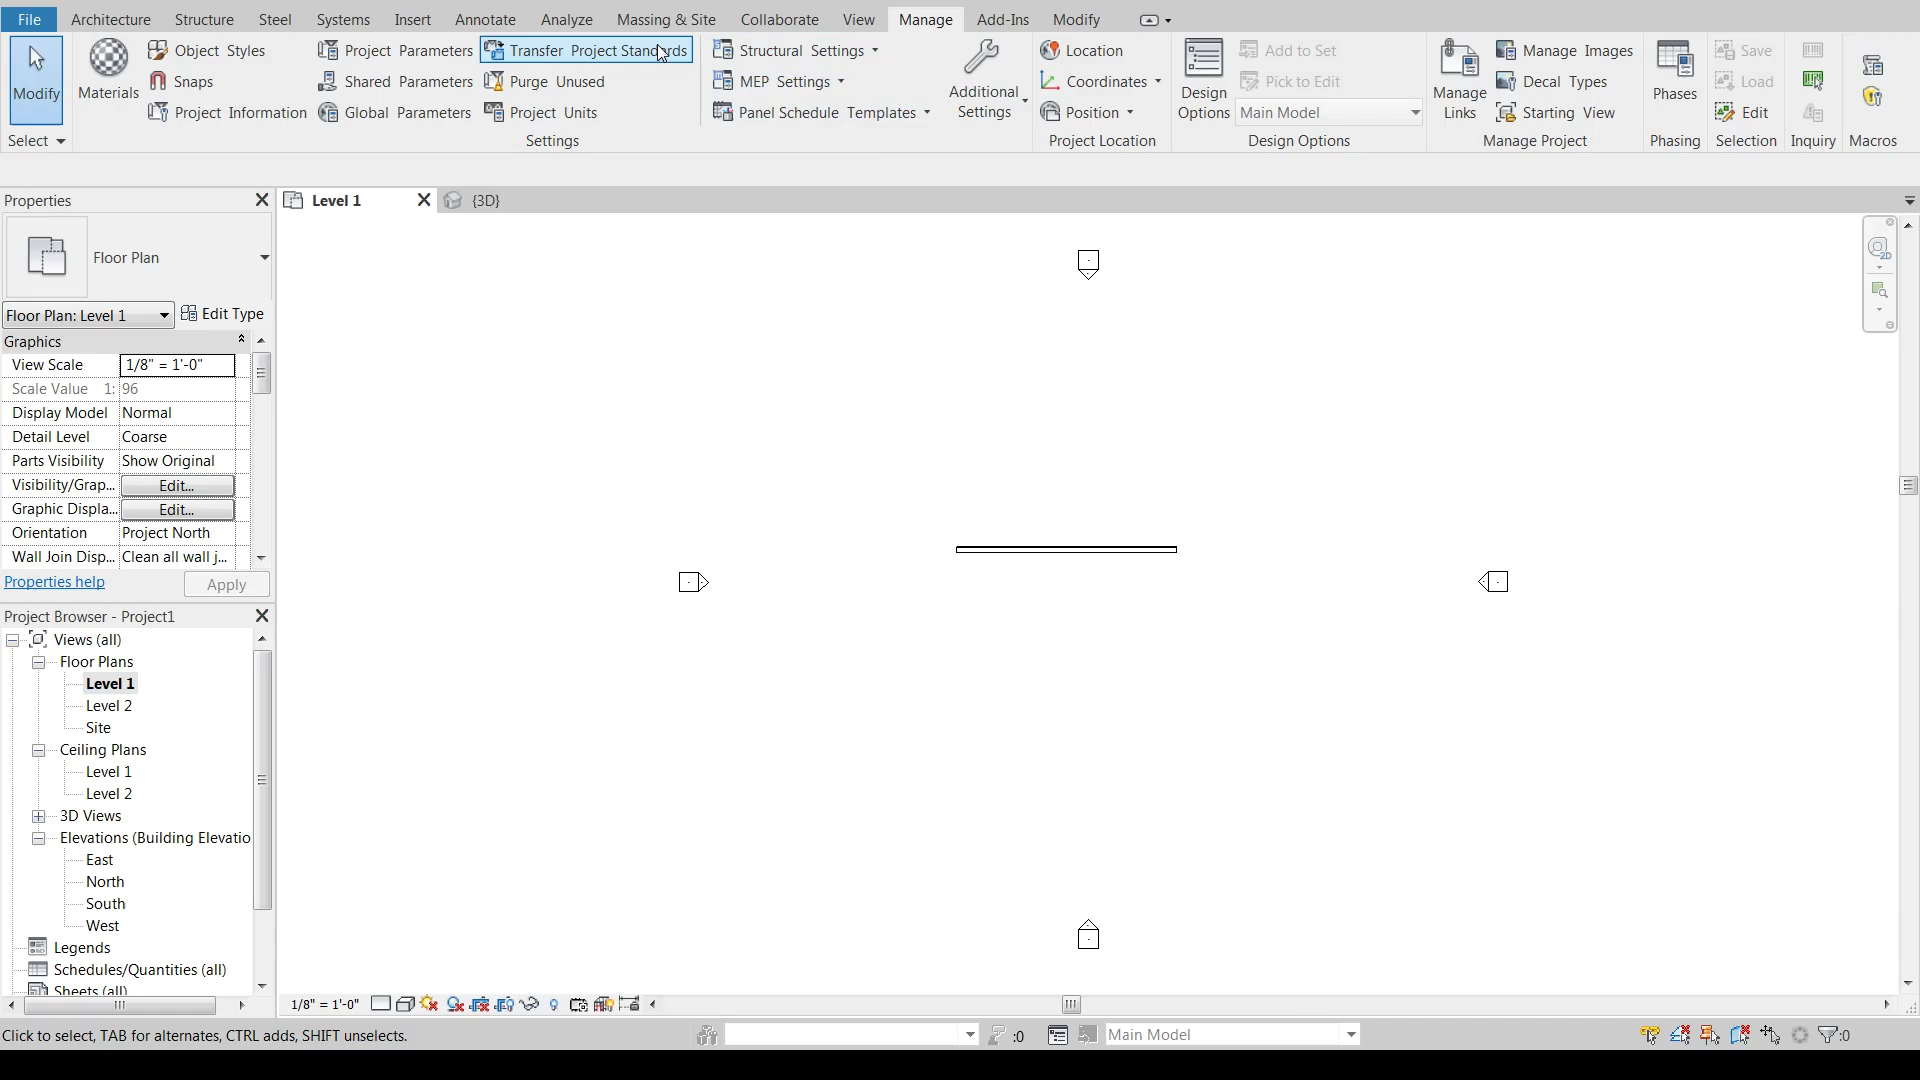 File Architecture Structure Steel Systems Insert Annotate Analyze Massing & Site Collaborate View Manage Add-Ins Modify
Object Styles Project Parameters Transfer Project Standards Structural Settings Location Add to Set Manage Images Save
Modify Materials Snaps Shared Parameters Purge Unused MEP Settings Additional Settings Coordinates Design Options Pick to Edit Manage Links Decal Types Phases Load
Project Information Global Parameters Project Units Panel Schedule Templates Position Main Model Starting View Edit
Select Settings Project Location Design Options Manage Project Phasing Selection Inquiry Macros
Properties Level 1 {3D}
Floor Plan
2D
Floor Plan: Level 1 Edit Type
Graphics
View Scale 1/8" = 1'-0"
Scale Value 1: 96
Display Model Normal
Detail Level Coarse
Parts Visibility Show Original
Visibility/Grap... Edit...
Graphic Displa... Edit...
Orientation Project North
Wall Join Disp... Clean all wall j...
Properties help Apply
Project Browser - Project1
Views (all)
Floor Plans
Level 1
Level 2
Site
Ceiling Plans
Level 1
Level 2
3D Views
Elevations (Building Elevatio
East
North
South
West
Legends
Schedules/Quantities (all)
Sheets (all)
1/8" = 1'-0"
Click to select, TAB for alternates, CTRL adds, SHIFT unselects. :0 Main Model :0